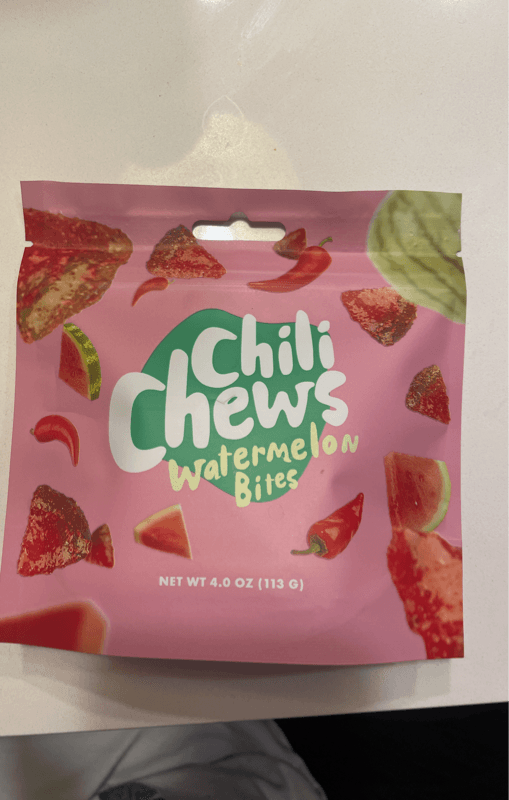 Chili
Chews
Watermelon
Bites
NET WT 4.0 OZ (113 G)